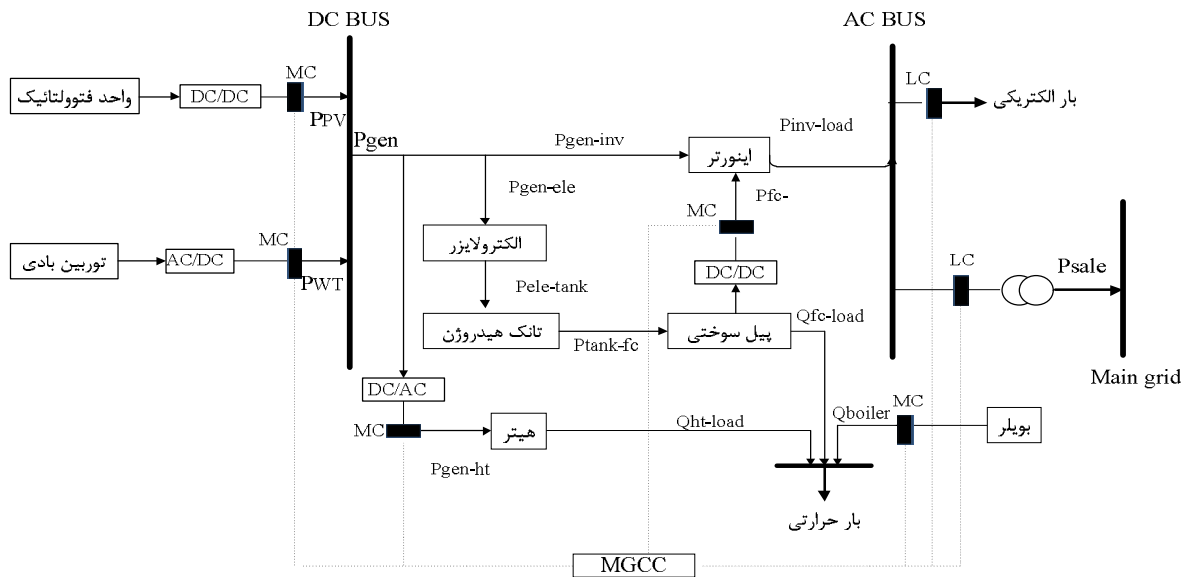 DC BUS
AC BUS
واحد فتوولتائیک
DC/DC
MC
PPV
Pgen
Pgen-inv
اینورتر
Pinv-load
LC
بار الکتریکی
Pgen-ele
Pfc-
MC
توربین بادی
AC/DC
MC
PWT
الکترولایزر
DC/DC
LC
Psale
Pele-tank
تانک هیدروژن
Ptank-fc
پیل سوختی
Qfc-load
Main grid
DC/AC
MC
Pgen-ht
هیتر
Qht-load
Qboiler
MC
بویلر
بار حرارتی
MGCC